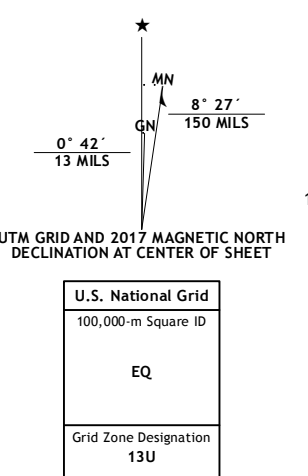 ★
MN
8° 27´
150 MILS
GN
0° 42´
13 MILS
UTM GRID AND 2017 MAGNETIC NORTH
DECLINATION AT CENTER OF SHEET
U.S. National Grid
100,000-m Square ID
EQ
Grid Zone Designation
13U